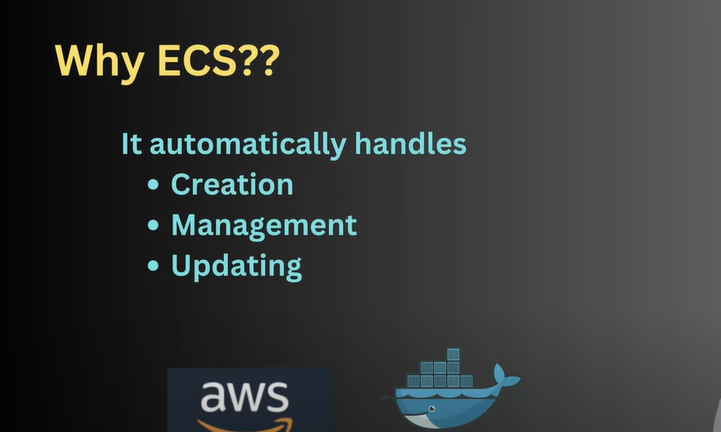 Why ECS??
It automatically handles
• Creation
• Management
• Updating
aws